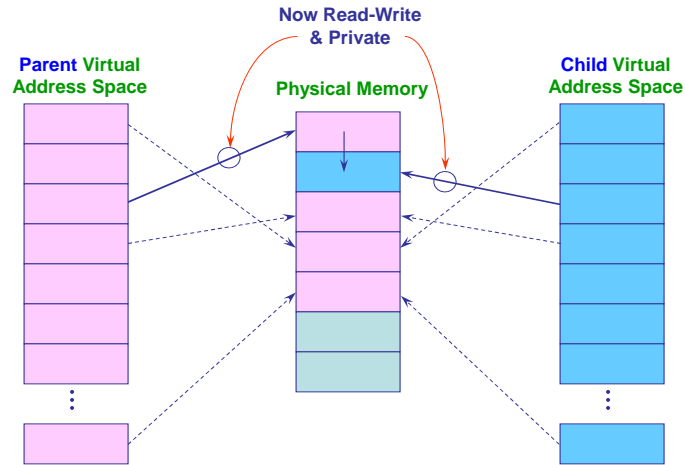 Now Read-Write
& Private
Parent Virtual
Address Space
Physical Memory
Child Virtual
Address Space